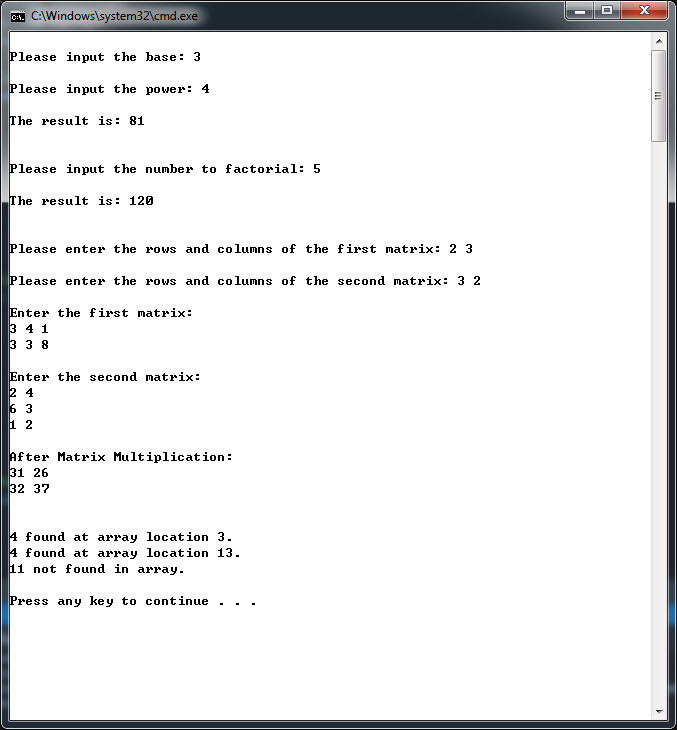 C:\Windows\system32\cmd.exe
Please input the base: 3
Please input the power: 4
The result is: 81
Please input the number to factorial: 5
The result is: 120
Please enter the rows and columns of the first matrix: 2 3
Please enter the rows and columns of the second matrix: 3 2
Enter the first matrix:
3 4 1
3 3 8
Enter the second matrix:
2 4
6 3
1 2
After Matrix Multiplication:
31 26
32 37
4 found at array location 3.
4 found at array location 13.
11 not found in array.
Press any key to continue . . .